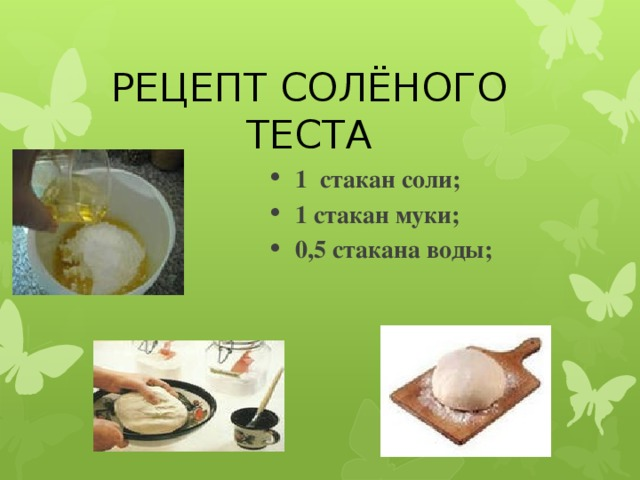 РЕЦЕПТ СОЛЁНОГО
ТЕСТА
• 1 стакан соли;
• 1 стакан муки;
• 0,5 стакана воды;